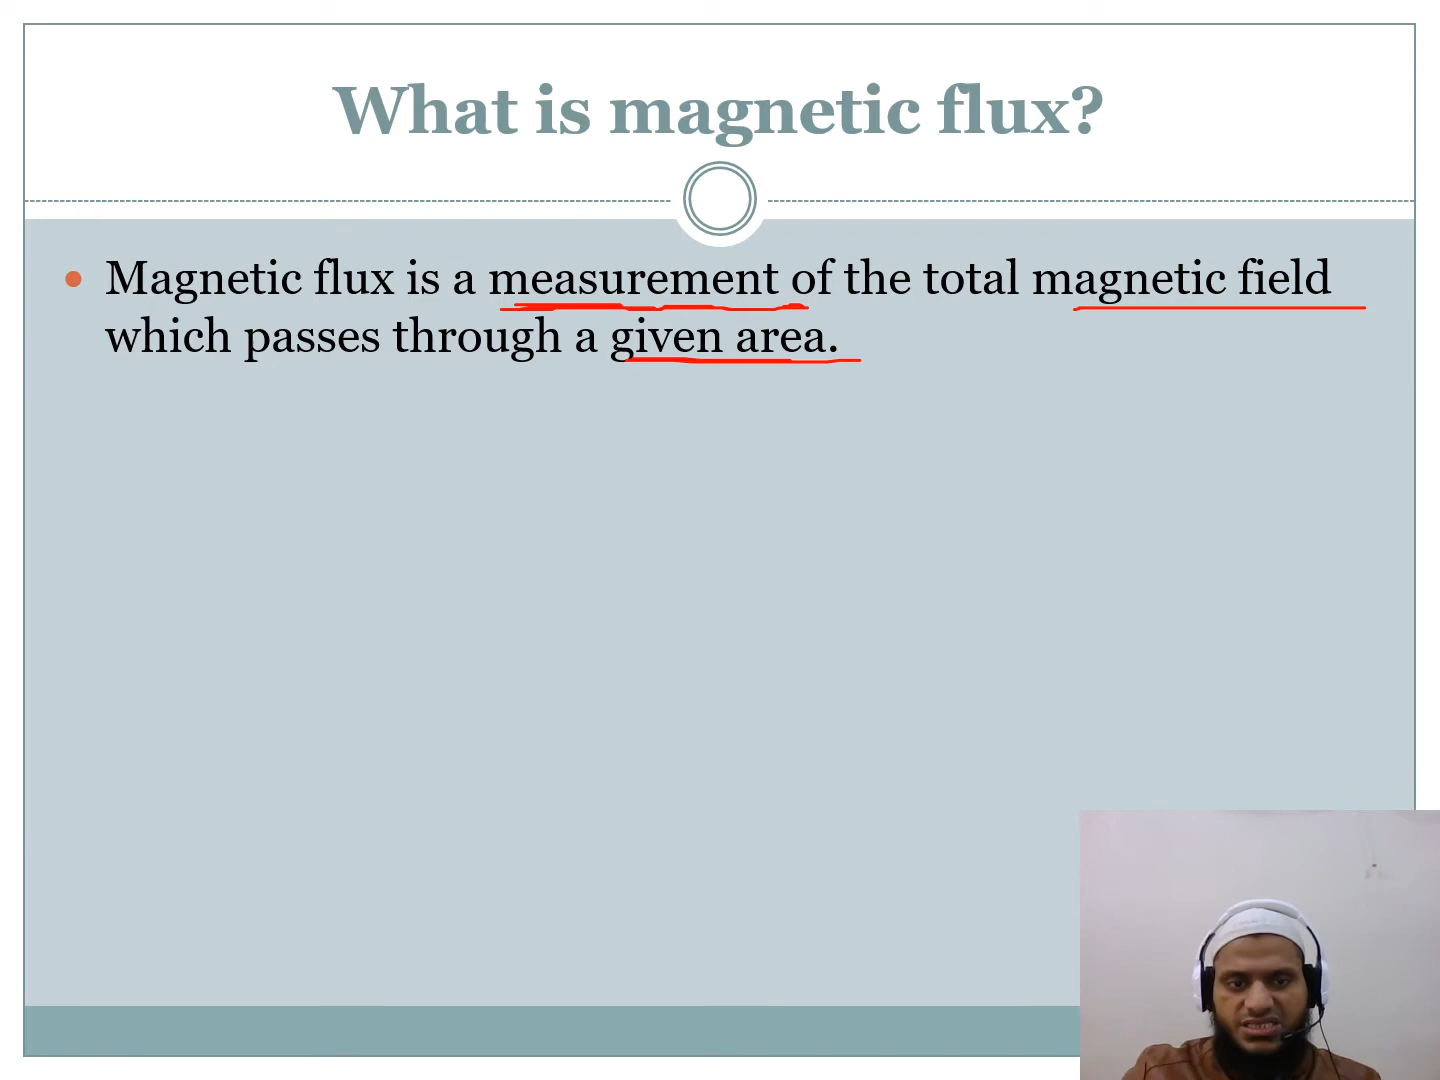 What is magnetic flux?
Magnetic flux is a measurement of the total magnetic field
which passes through a given area.